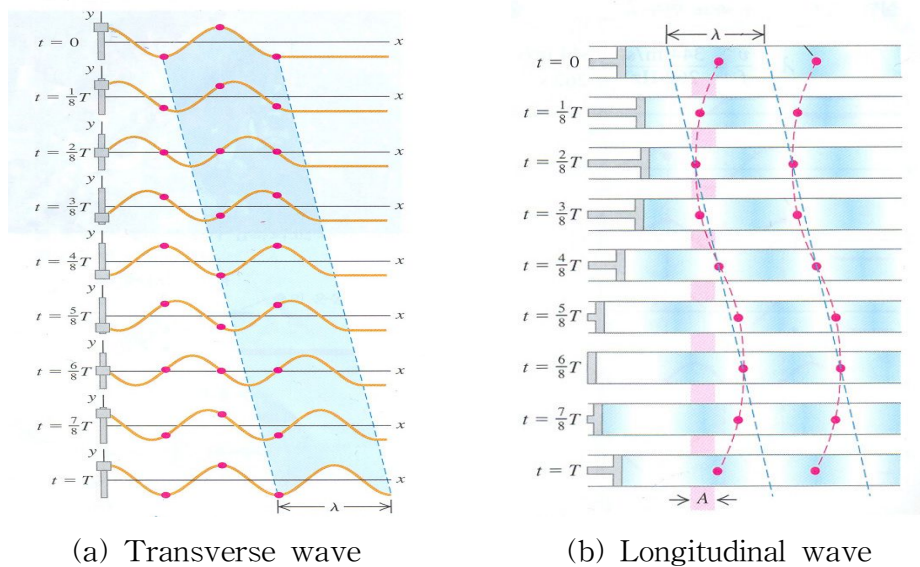 y
t = 0
x
y
t = 1/8 T
x
y
t = 2/8 T
x
y
t = 3/8 T
x
y
t = 4/8 T
x
y
t = 5/8 T
x
y
t = 6/8 T
x
y
t = 7/8 T
x
y
t = T
x
λ
(a) Transverse wave
λ
t = 0
t = 1/8 T
t = 2/8 T
t = 3/8 T
t = 4/8 T
t = 5/8 T
t = 6/8 T
t = 7/8 T
t = T
A
(b) Longitudinal wave